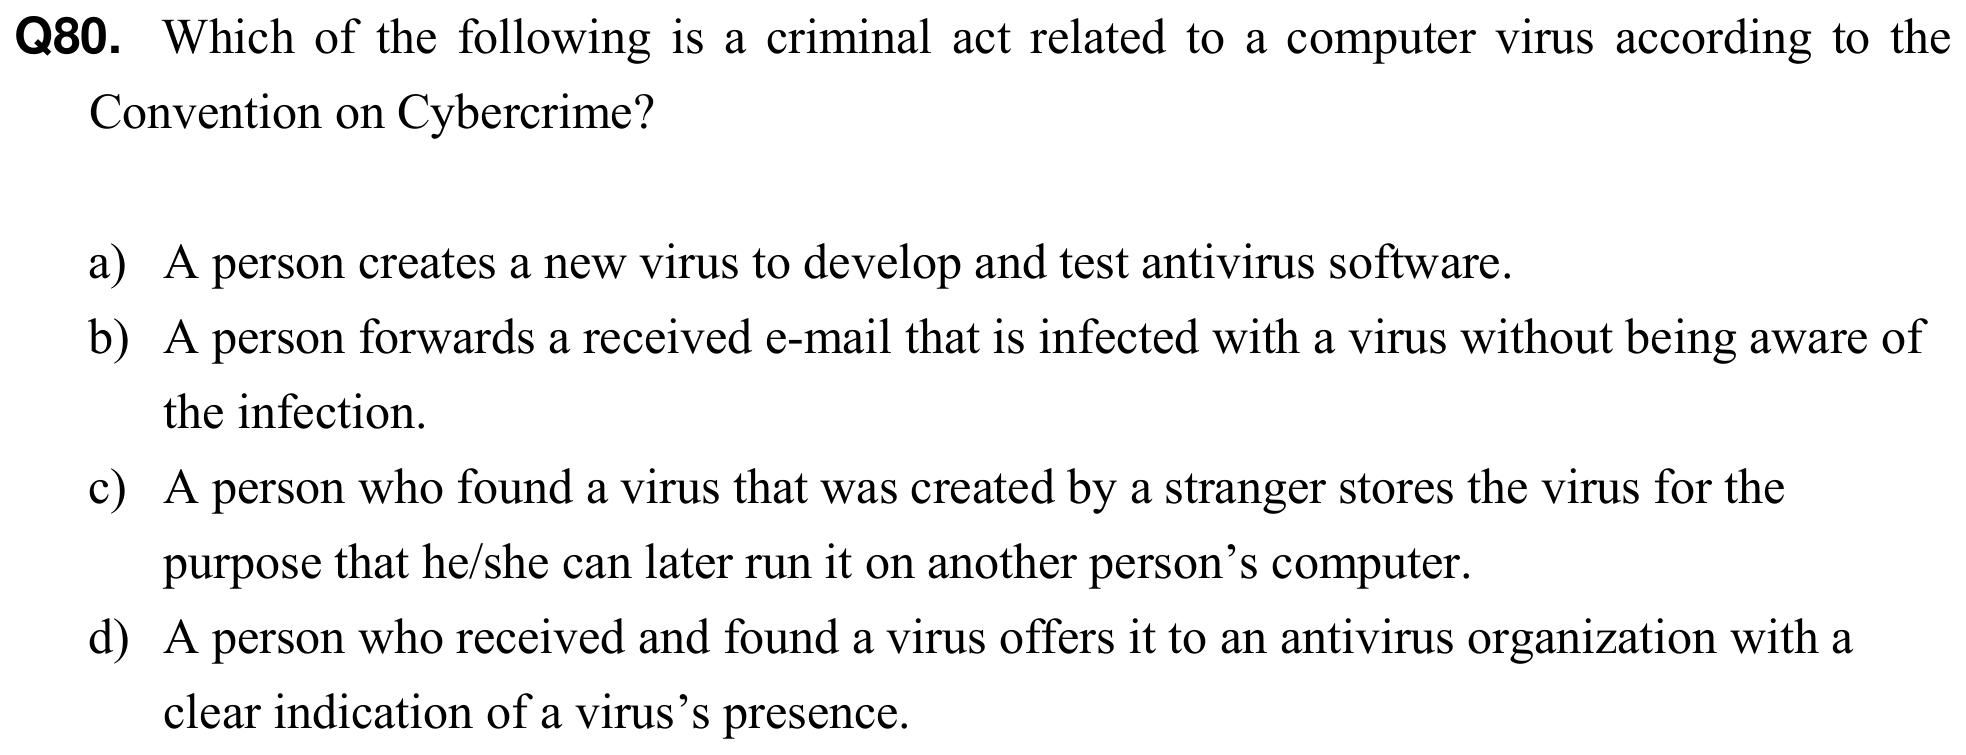 Q80. Which of the following is a criminal act related to a computer virus according to the
Convention on Cybercrime?
a) A person creates a new virus to develop and test antivirus software.
b) A person forwards a received e-mail that is infected with a virus without being aware of
the infection.
c) A person who found a virus that was created by a stranger stores the virus for the
purpose that he/she can later run it on another person’s computer.
d) A person who received and found a virus offers it to an antivirus organization with a
clear indication of a virus’s presence.